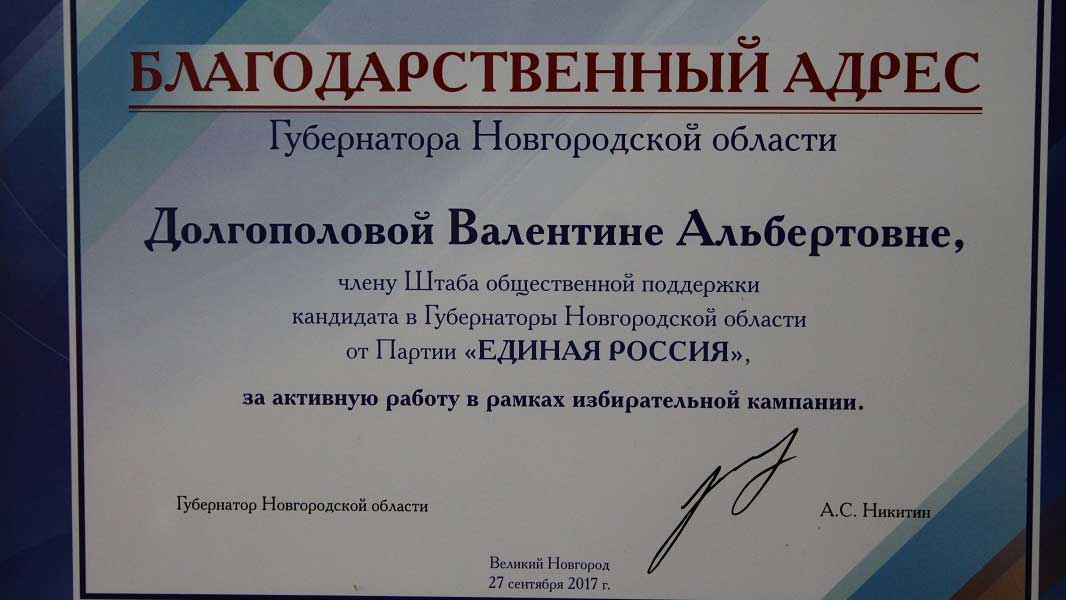 БЛАГОДАРСТВЕННЫЙ АДРЕС
Губернатора Новгородской области
Долгополовой Валентине Альбертовне,
члену Штаба общественной поддержки
кандидата в Губернаторы Новгородской области
от Партии «ЕДИНАЯ РОССИЯ»,
за активную работу в рамках избирательной кампании.
Губернатор Новгородской области
А.С. Никитин
Великий Новгород
27 сентября 2017 г.